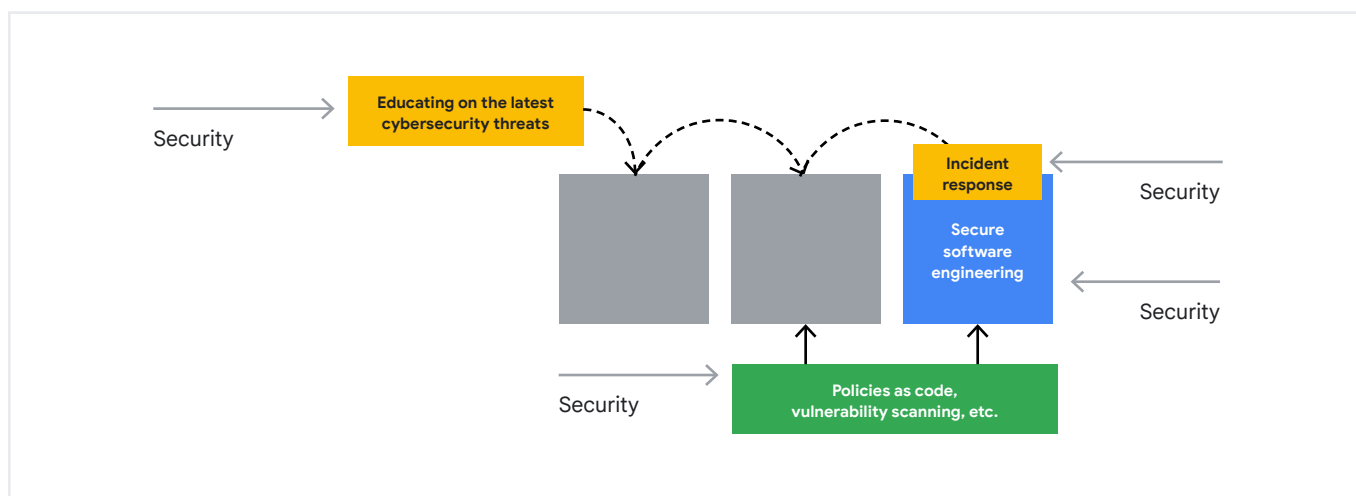 Educating on the latest
cybersecurity threats
Security
Incident
response
Security
Secure
software
engineering
Security
Policies as code,
vulnerability scanning, etc.
Security